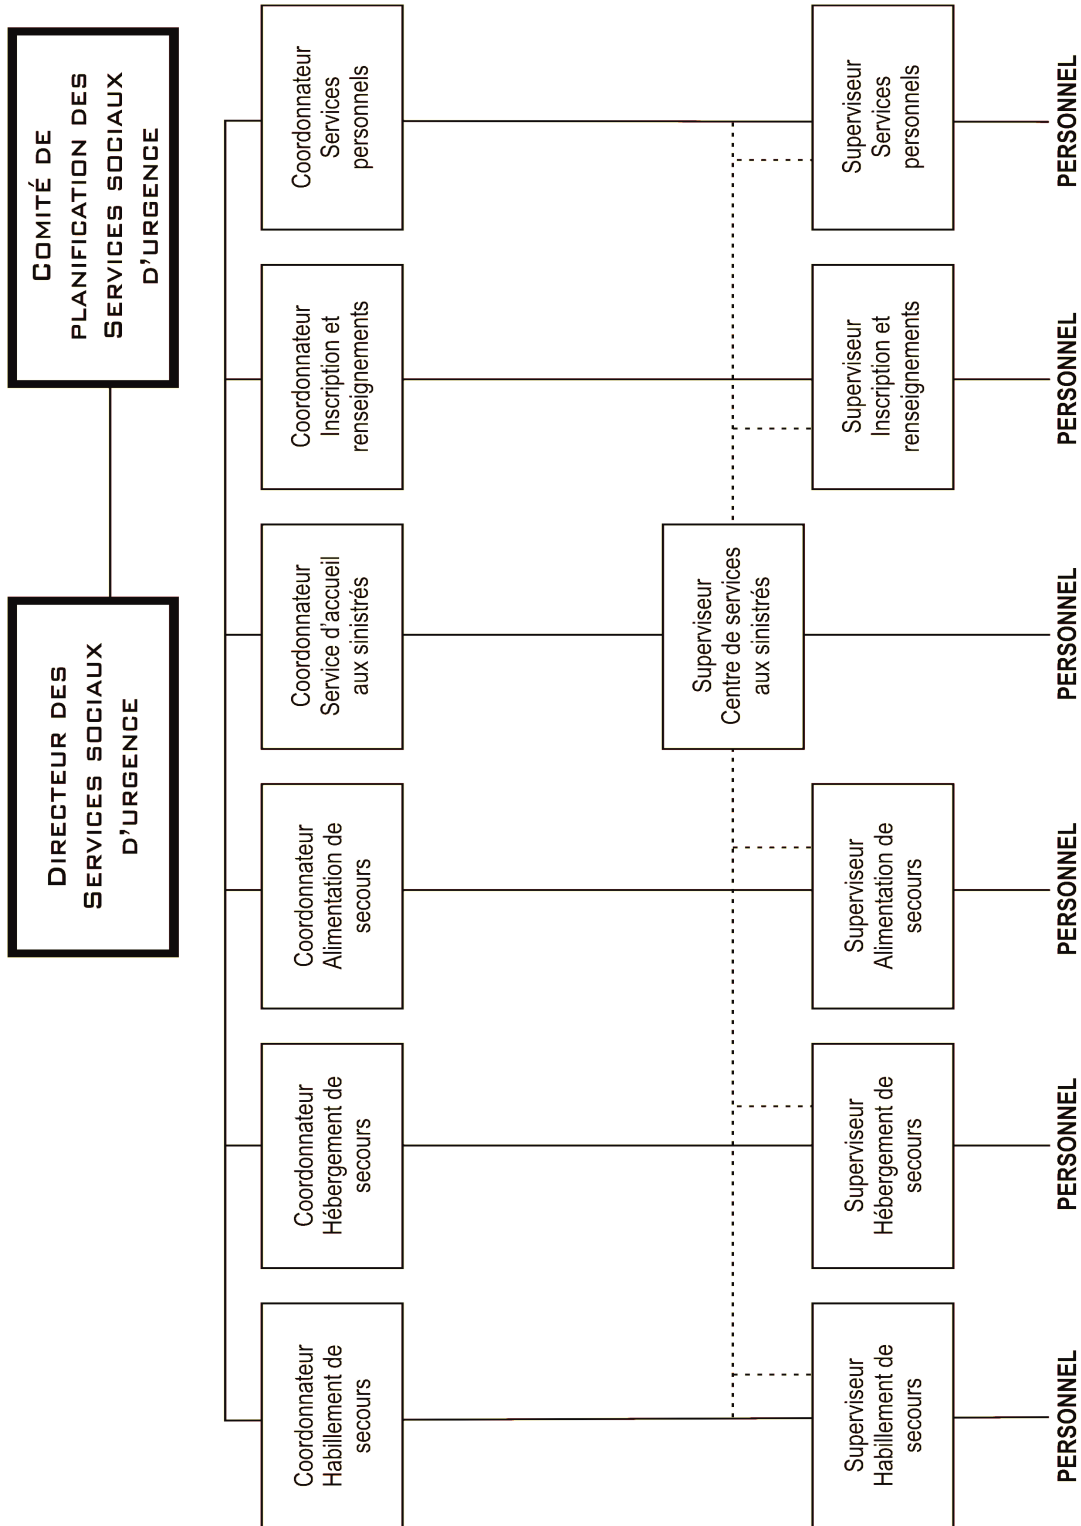 Directeur des
Services sociaux
d'urgence
Comité de
planification des
Services sociaux
d'urgence
Coordonnateur
Habillement de
secours
Coordonnateur
Hébergement de
secours
Coordonnateur
Alimentation de
secours
Coordonnateur
Service d'accueil
aux sinistrés
Coordonnateur
Inscription et
renseignements
Coordonnateur
Services
personnels
Superviseur
Centre de services
aux sinistrés
Superviseur
Habillement de
secours
Superviseur
Hébergement de
secours
Superviseur
Alimentation de
secours
Superviseur
Inscription et
renseignements
Superviseur
Services
personnels
PERSONNEL
PERSONNEL
PERSONNEL
PERSONNEL
PERSONNEL
PERSONNEL